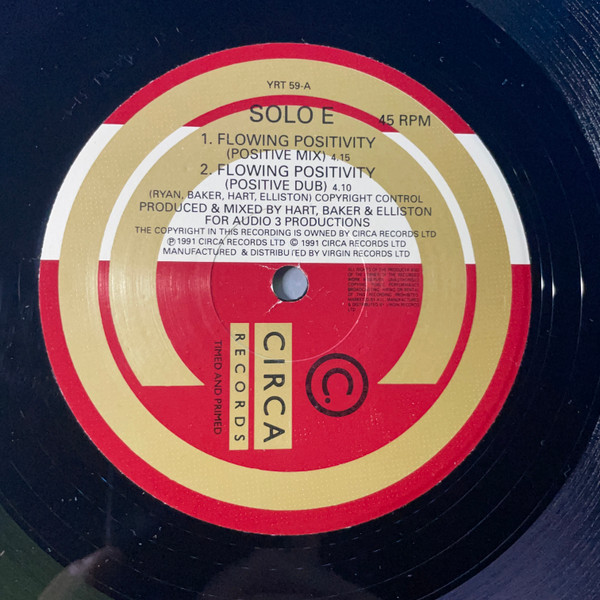 YRT 59-A
SOLO E
45 RPM
1. FLOWING POSITIVITY
(POSITIVE MIX) 4.15
2. FLOWING POSITIVITY
(POSITIVE DUB) 4.10
(RYAN, BAKER, HART, ELLISTON) COPYRIGHT CONTROL
PRODUCED & MIXED BY HART, BAKER & ELLISTON
FOR AUDIO 3 PRODUCTIONS
THE COPYRIGHT IN THIS RECORDING IS OWNED BY CIRCA RECORDS LTD
℗ 1991 CIRCA RECORDS LTD © 1991 CIRCA RECORDS LTD
MANUFACTURED & DISTRIBUTED BY VIRGIN RECORDS LTD
C.
CIRCA
RECORDS
TIMED AND PRIMED